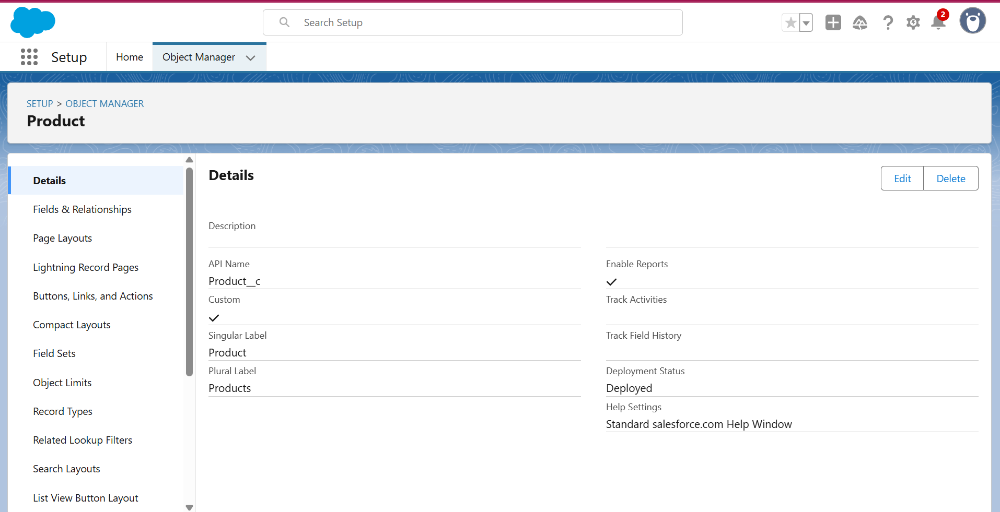 Search Setup
2
Setup
Home
Object Manager
SETUP > OBJECT MANAGER
Product
Details
Fields & Relationships
Page Layouts
Lightning Record Pages
Buttons, Links, and Actions
Compact Layouts
Field Sets
Object Limits
Record Types
Related Lookup Filters
Search Layouts
List View Button Layout
Details
Edit
Delete
Description
API Name
Product__c
Custom
Singular Label
Product
Plural Label
Products
Enable Reports
Track Activities
Track Field History
Deployment Status
Deployed
Help Settings
Standard salesforce.com Help Window